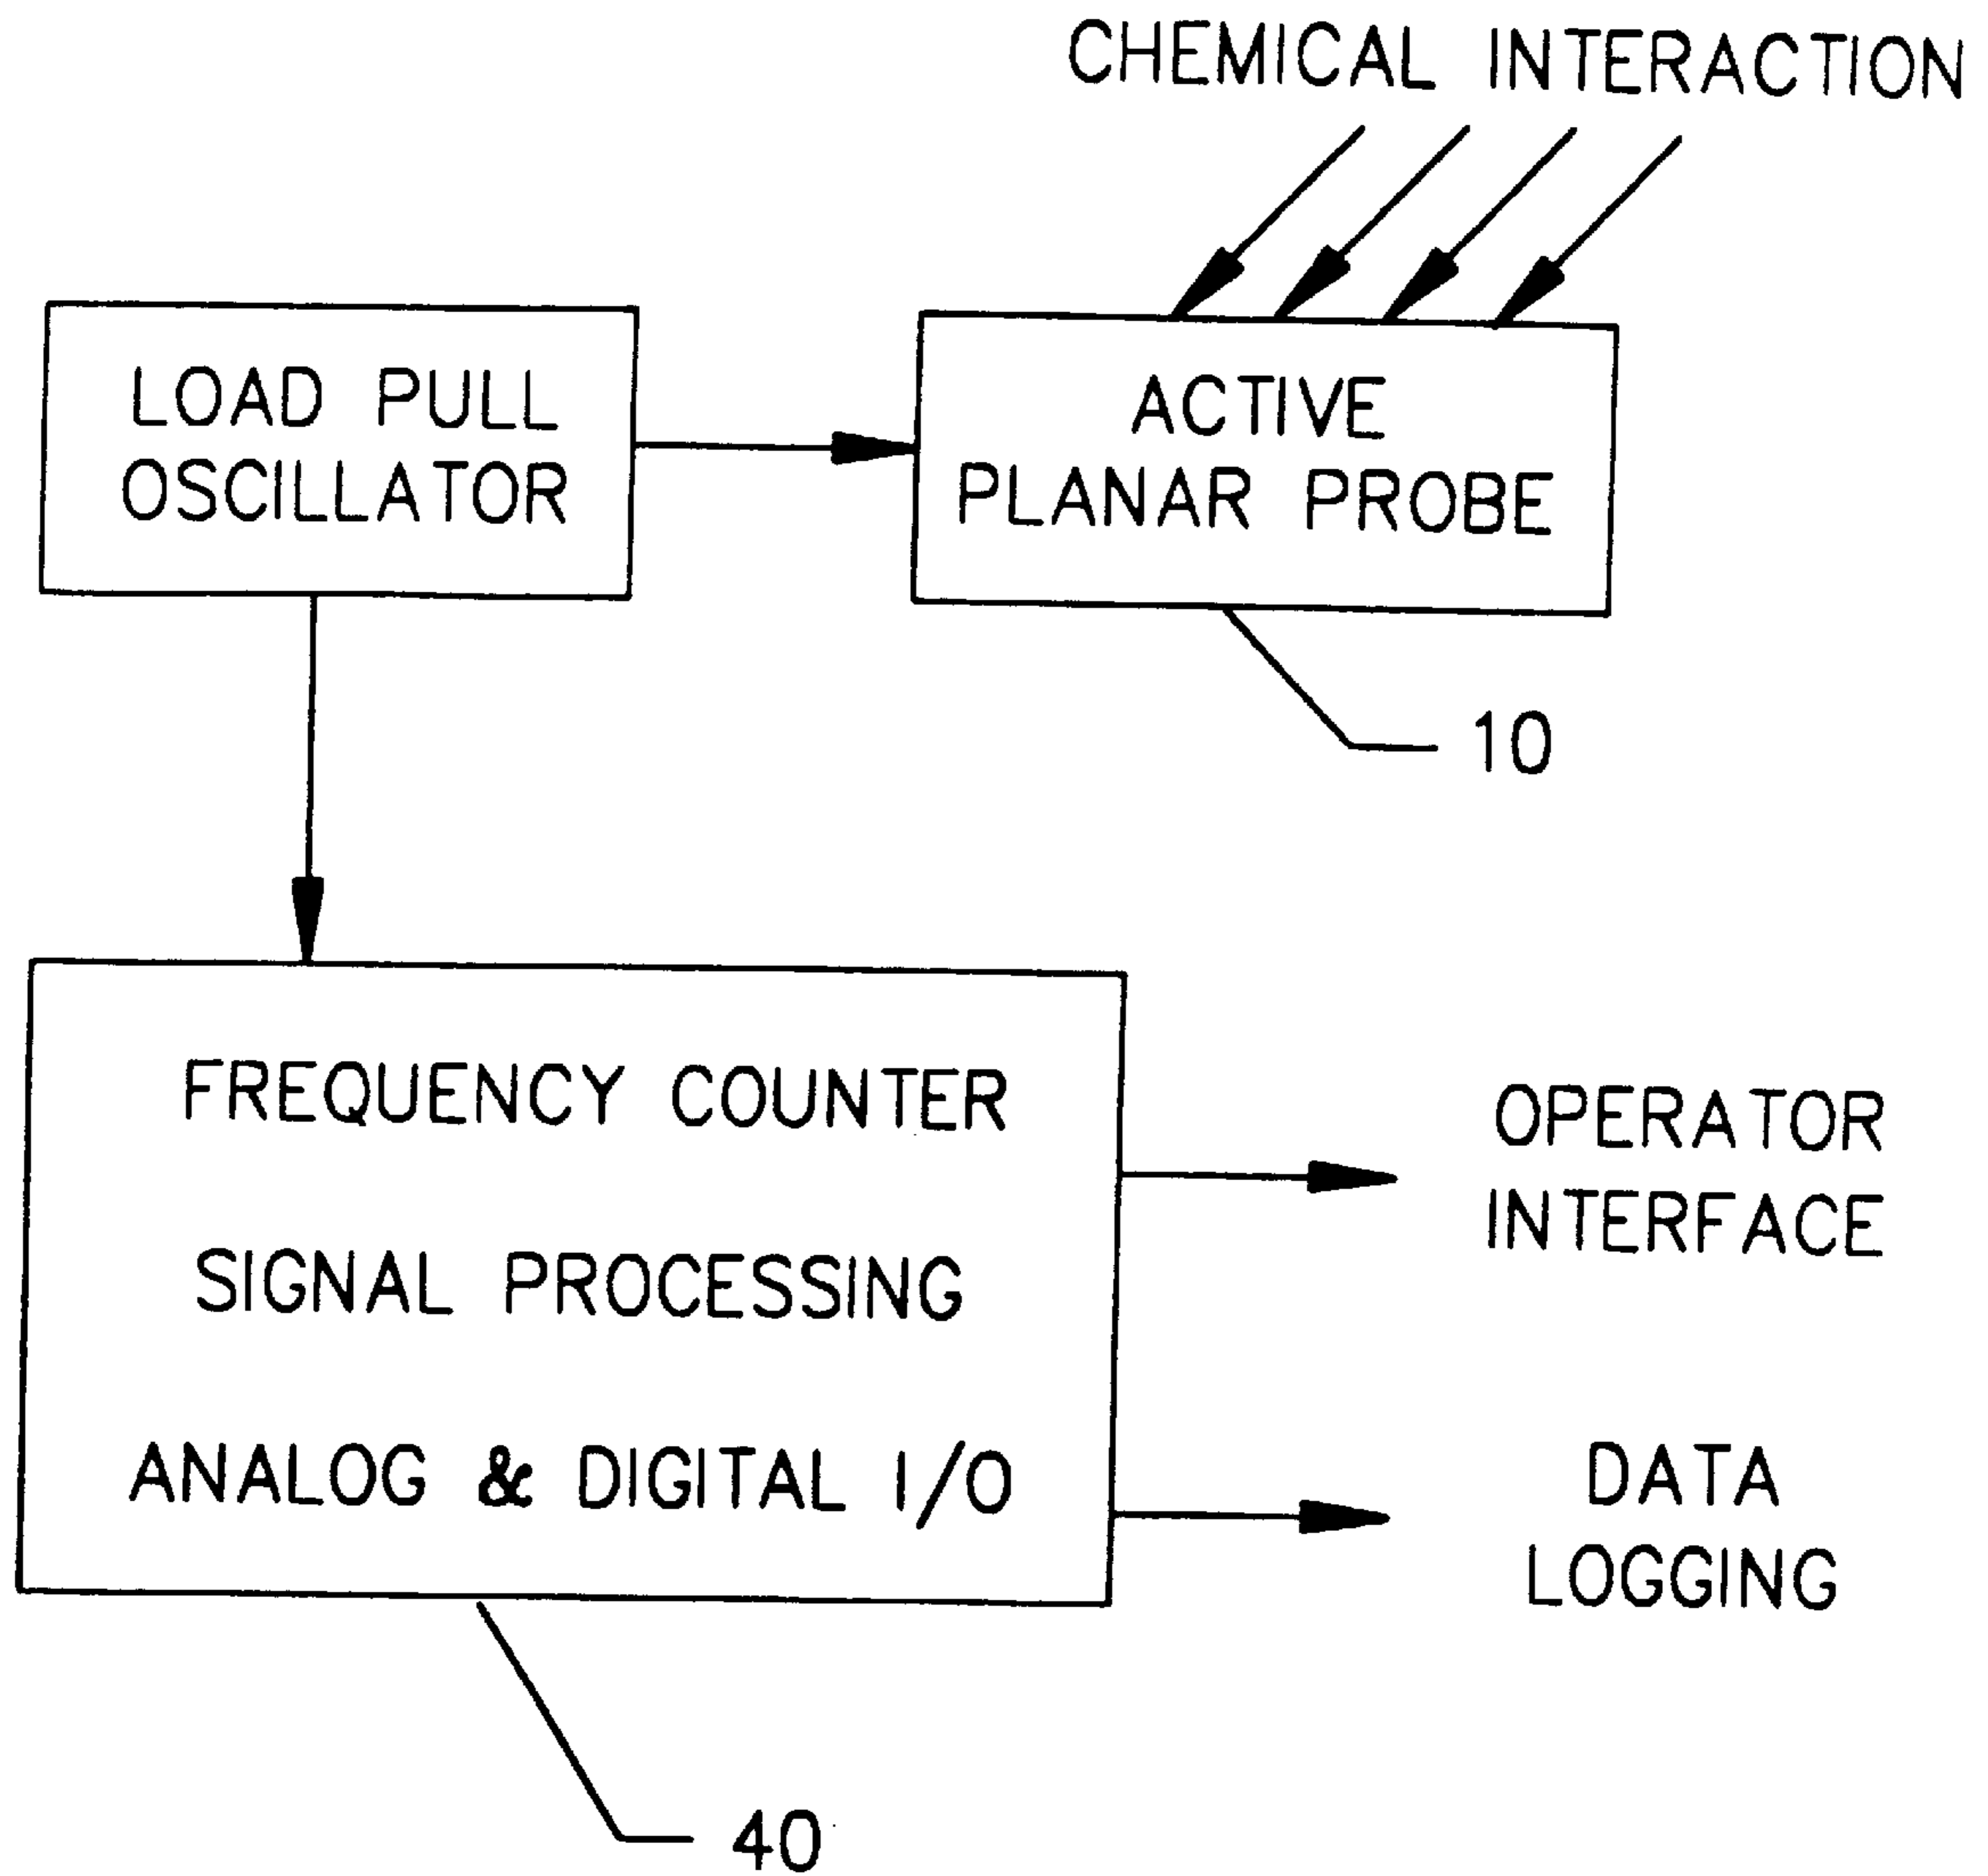 CHEMICAL INTERACTION
LOAD PULL
OSCILLATOR
ACTIVE
PLANAR PROBE
10
FREQUENCY COUNTER
SIGNAL PROCESSING
ANALOG & DIGITAL I/O
OPERATOR
INTERFACE
DATA
LOGGING
40